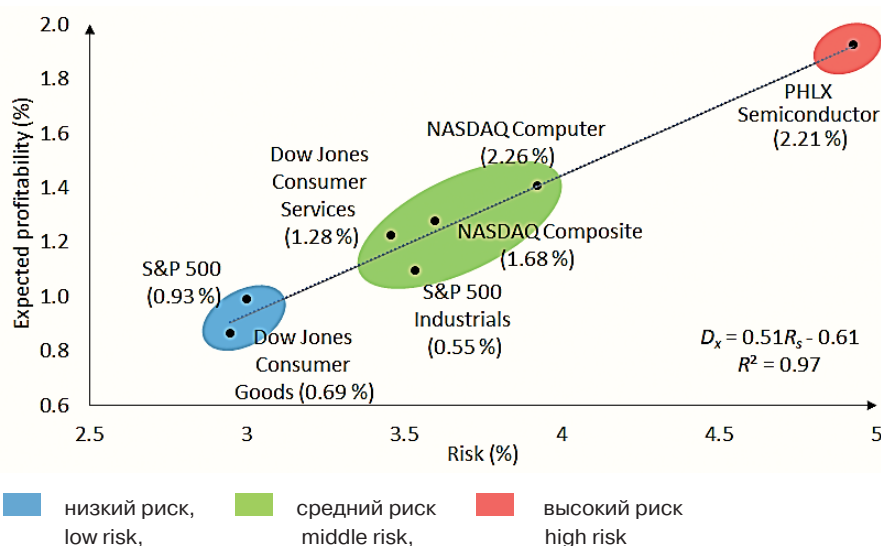 Expected profitability (%)
2.0
1.8
1.6
1.4
1.2
1.0
0.8
0.6
PHLX
Semiconductor
(2.21 %)
NASDAQ Computer
(2.26 %)
Dow Jones
Consumer
Services
(1.28 %)
NASDAQ Composite
(1.68 %)
S&P 500
(0.93 %)
S&P 500
Industrials
(0.55 %)
Dow Jones
Consumer
Goods (0.69 %)
Dx = 0.51Rs - 0.61
R² = 0.97
2.5 3 3.5 4 4.5 5
Risk (%)
низкий риск, средний риск высокий риск
low risk, middle risk, high risk